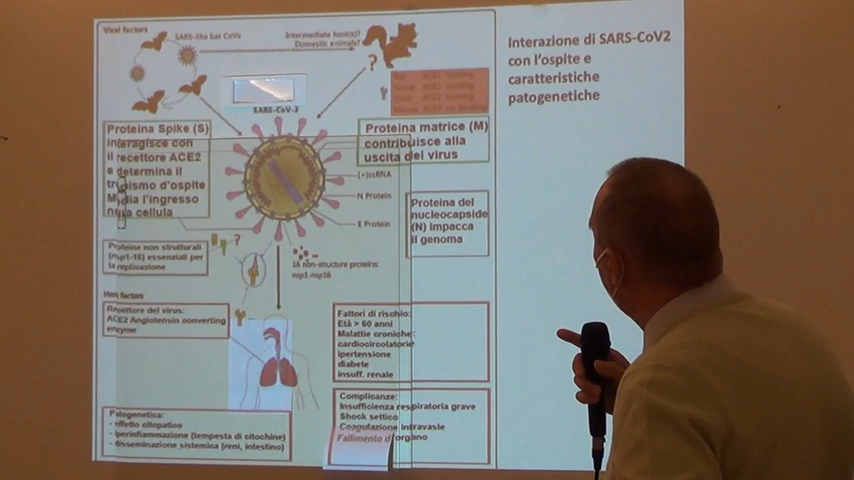 Viral factors
SARS-like bat CoVs
Intermediate host(s)?
Domestic animals?
?
SARS-CoV-2
Interazione di SARS-CoV2
con l'ospite e
caratteristiche
patogenetiche
Proteina Spike (S)
interagisce con
il recettore ACE2
e determina il
tropismo d'ospite
Media l'ingresso
nella cellula
Proteina matrice (M)
contribuisce alla
uscita del virus
(+)ssRNA
N Protein
E Protein
Proteina del
nucleocapside
(N) impacca
il genoma
Proteine non strutturali
(nsp1-16) essenziali per
la replicazione
?
16 non-structure proteins:
nsp1-nsp16
Host factors
Recettore del virus:
ACE2 Angiotensin converting
enzyme
Fattori di rischio:
Età > 60 anni
Malattie croniche:
cardiocircolatorie
ipertensione
diabete
insuff. renale
Complicanze:
Insufficienza respiratoria grave
Shock settico
Coagulazione intravasale
Fallimento d'organo
Patogenetica:
- effetto citopatico
- iperinfiammazione (tempesta di citochine)
- disseminazione sistemica (reni, intestino)